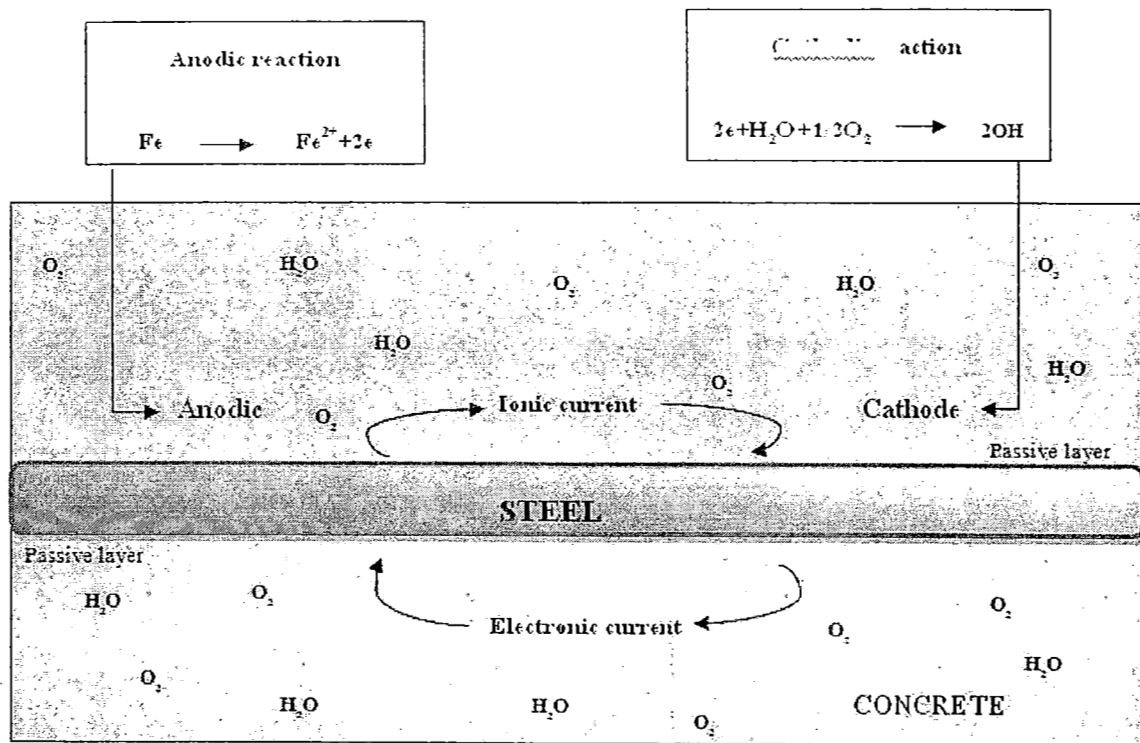 Anodic reaction
Fe → Fe²⁺+2e
action
2e+H₂O+1/2O₂ → 2OH
O₂
H₂O
O₂
H₂O
O₂
H₂O
H₂O
O₂
Anodic
O₂
Ionic current
Cathode
Passive layer
STEEL
Passive layer
H₂O
O₂
Electronic current
O₂
O₂
H₂O
O₂
H₂O
H₂O
O₂
CONCRETE